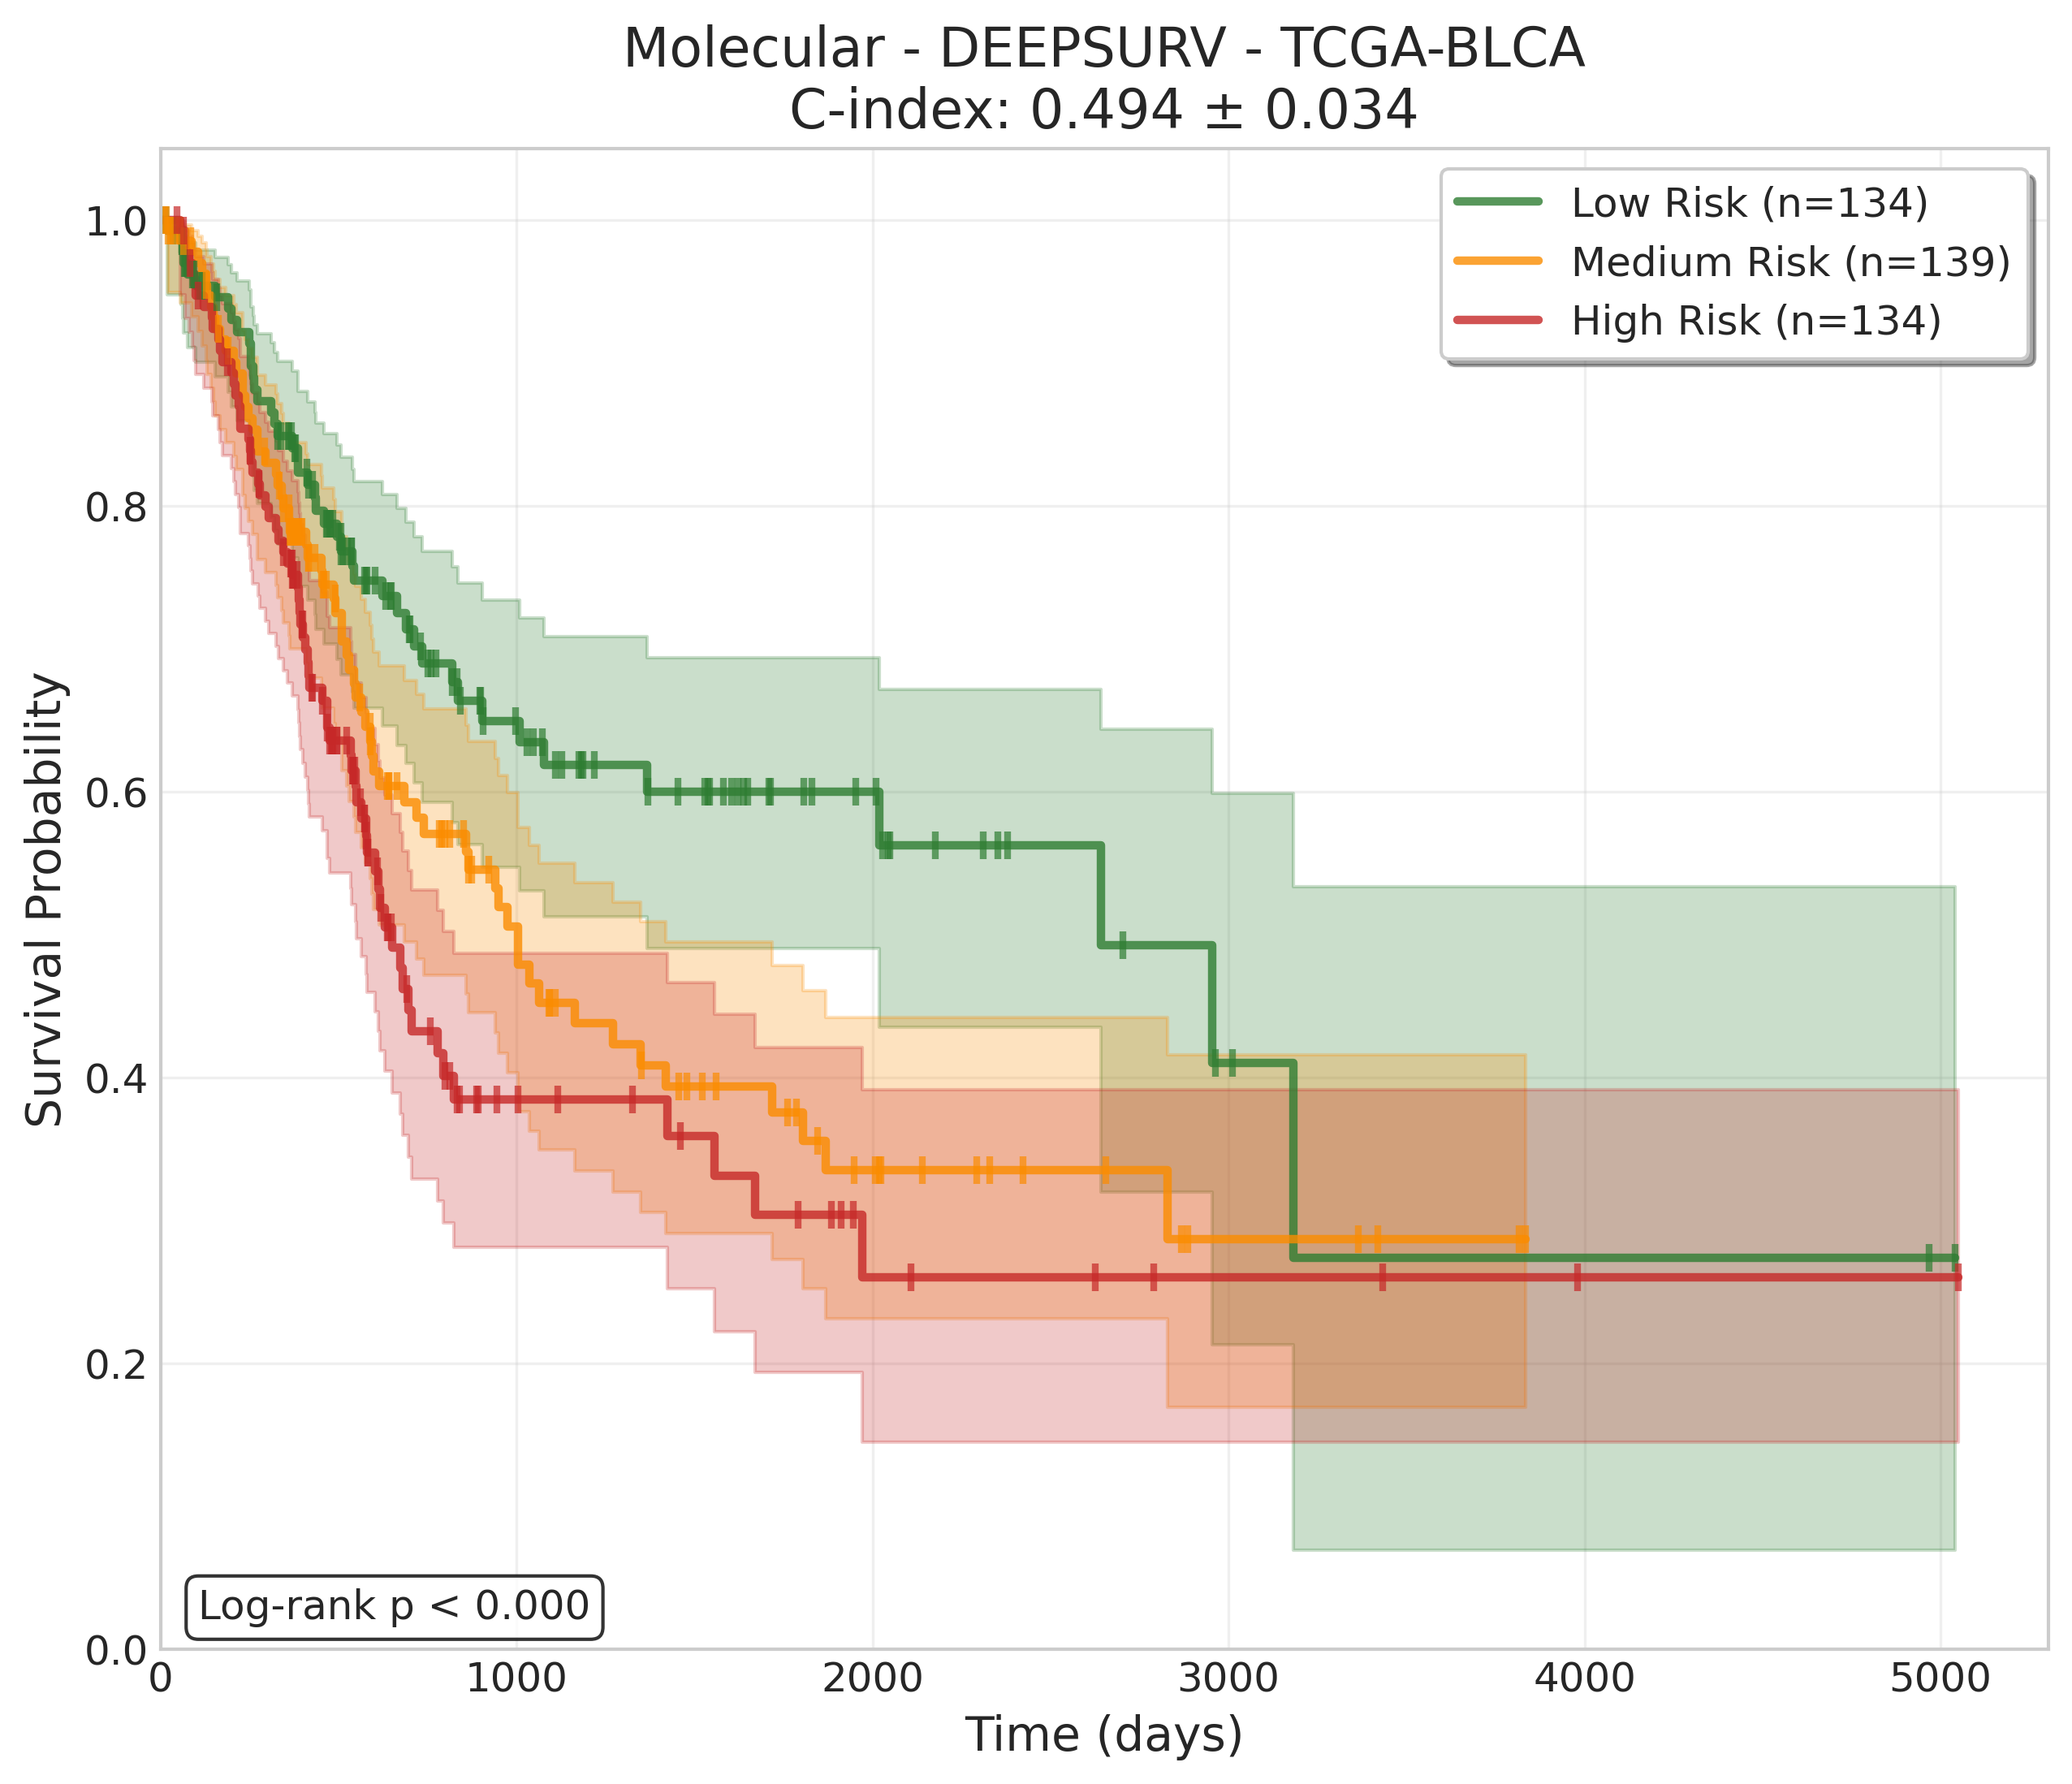 Molecular - DEEPSURV - TCGA-BLCA
C-index: 0.494 ± 0.034
Low Risk (n=134)
Medium Risk (n=139)
High Risk (n=134)
Survival Probability
1.0
0.8
0.6
0.4
0.2
0.0
Log-rank p < 0.000
0 1000 2000 3000 4000 5000
Time (days)